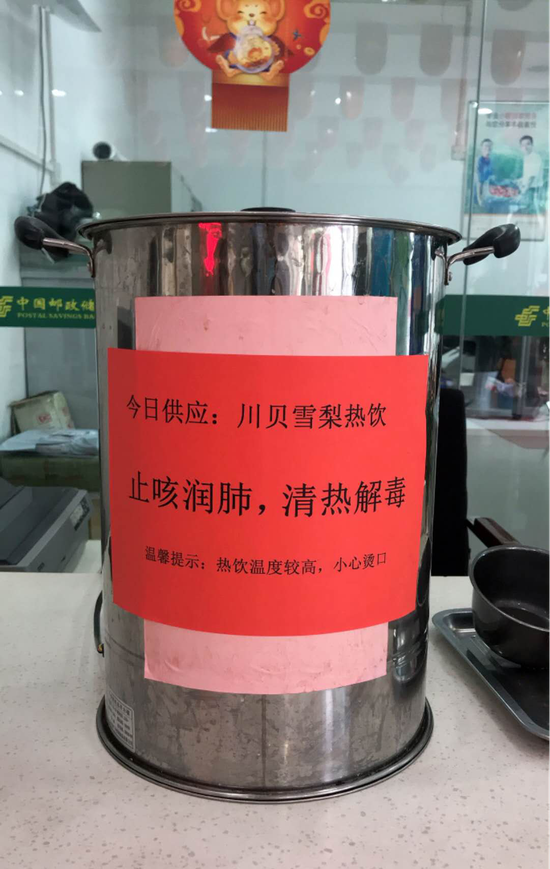 中国邮政储
POSTAL SAVINGS BA
中国
今日供应：川贝雪梨热饮
止咳润肺，清热解毒
温馨提示：热饮温度较高，小心烫口